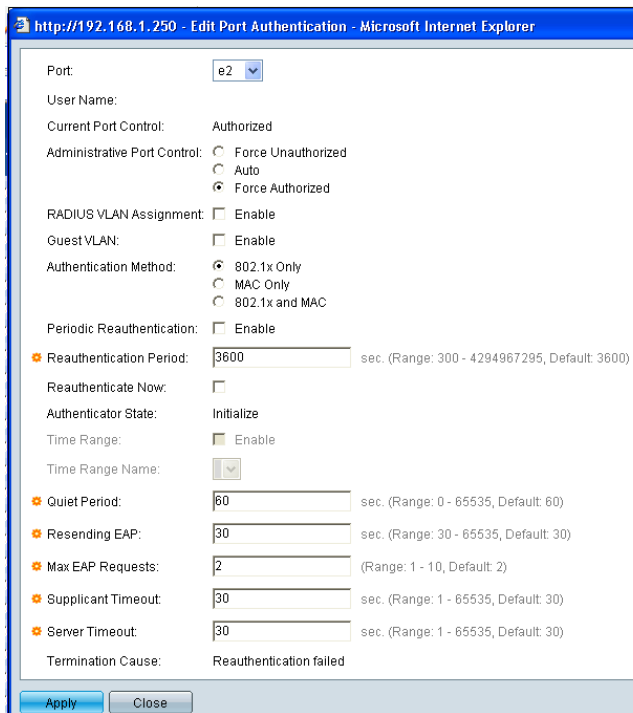 http://192.168.1.250 - Edit Port Authentication - Microsoft Internet Explorer
Port: e2
User Name:
Current Port Control: Authorized
Administrative Port Control: Force Unauthorized
Auto
Force Authorized
RADIUS VLAN Assignment: Enable
Guest VLAN: Enable
Authentication Method: 802.1x Only
MAC Only
802.1x and MAC
Periodic Reauthentication: Enable
Reauthentication Period: 3600 sec. (Range: 300 - 4294967295, Default: 3600)
Reauthenticate Now:
Authenticator State: Initialize
Time Range: Enable
Time Range Name:
Quiet Period: 60 sec. (Range: 0 - 65535, Default: 60)
Resending EAP: 30 sec. (Range: 30 - 65535, Default: 30)
Max EAP Requests: 2 (Range: 1 - 10, Default: 2)
Supplicant Timeout: 30 sec. (Range: 1 - 65535, Default: 30)
Server Timeout: 30 sec. (Range: 1 - 65535, Default: 30)
Termination Cause: Reauthentication failed
Apply Close